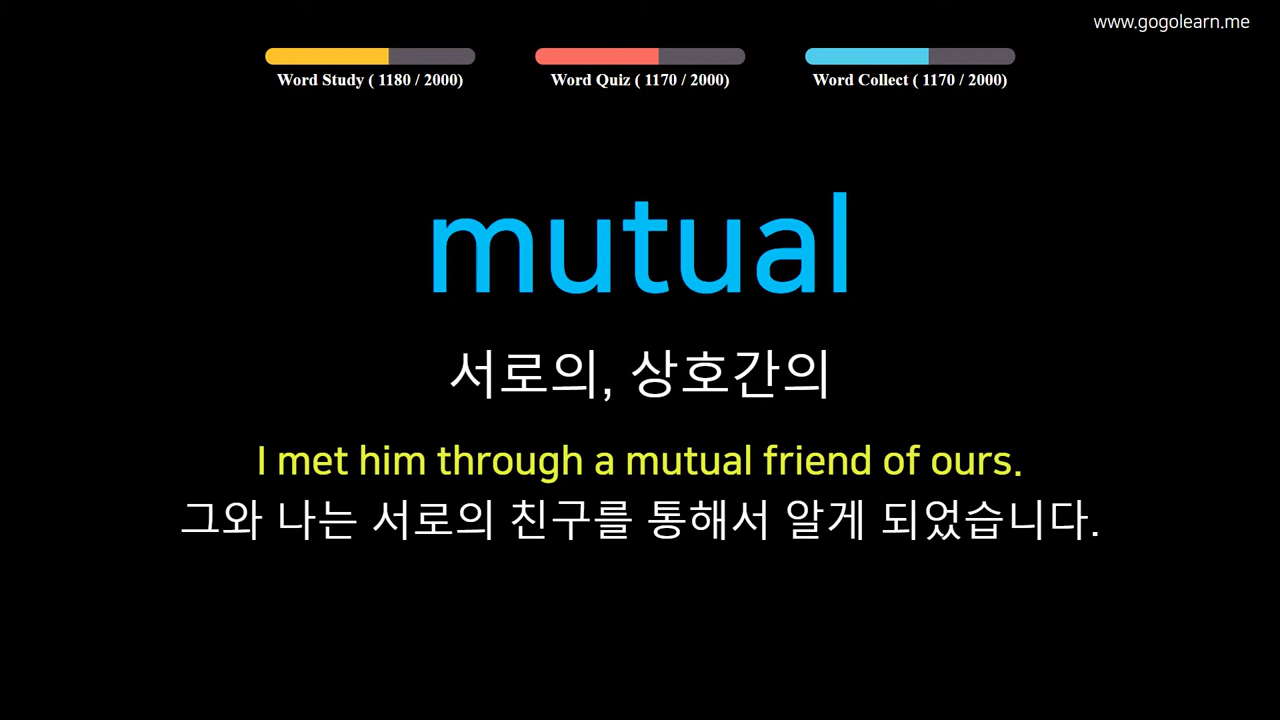 www.gogolearn.me
Word Study ( 1180 / 2000)
Word Quiz ( 1170 / 2000)
Word Collect ( 1170 / 2000)
mutual
서로의, 상호간의
I met him through a mutual friend of ours.
그와 나는 서로의 친구를 통해서 알게 되었습니다.